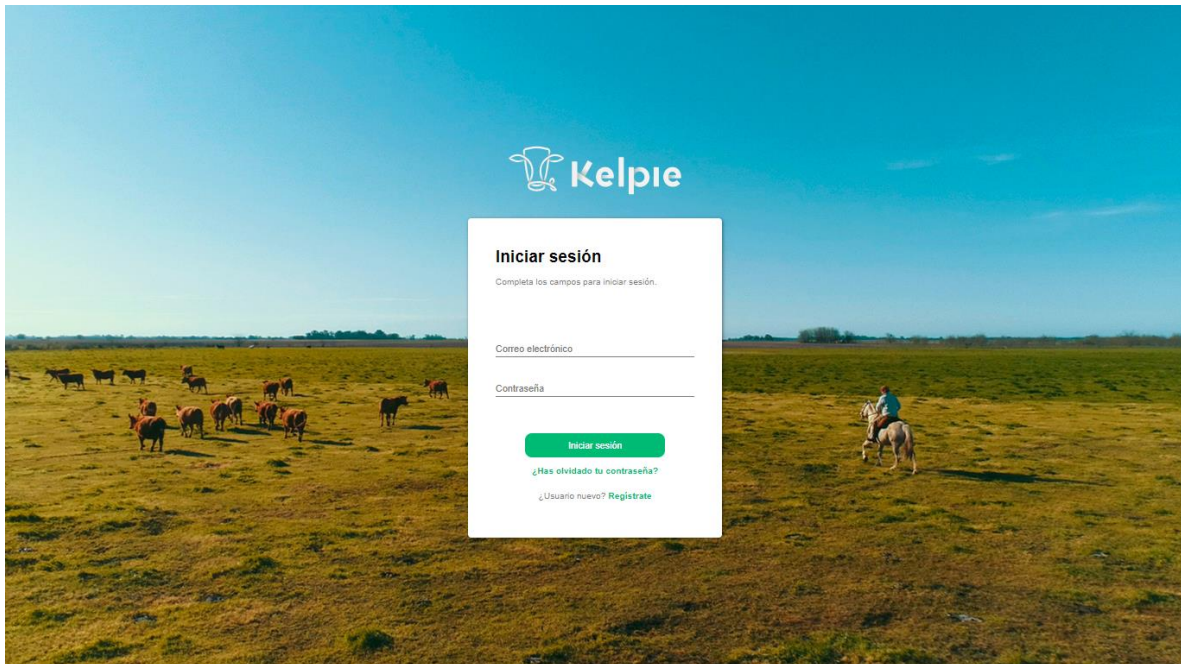 Kelpie
Iniciar sesión
Completa los campos para iniciar sesión.
Correo electrónico
Contraseña
Iniciar sesión
¿Has olvidado tu contraseña?
¿Usuario nuevo? Regístrate